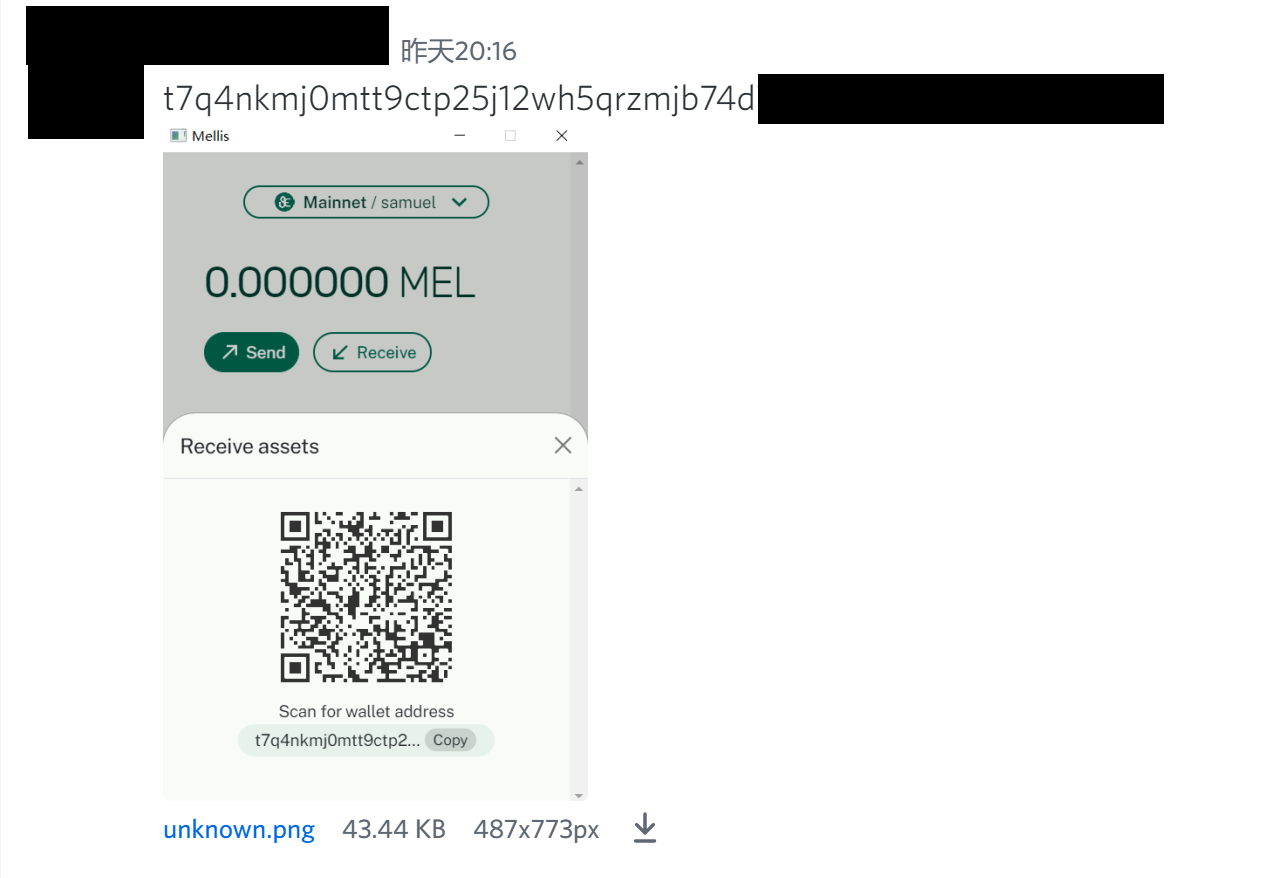 昨天20:16
t7q4nkmj0mtt9ctp25j12wh5qrzmjb74d
Mellis
Mainnet / samuel
0.000000 MEL
Send
Receive
Receive assets
Scan for wallet address
t7q4nkmj0mtt9ctp2... Copy
unknown.png 43.44 KB 487x773px